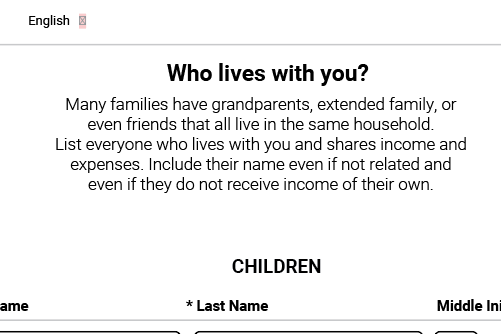 English
Who lives with you?
Many families have grandparents, extended family, or
even friends that all live in the same household.
List everyone who lives with you and shares income and
expenses. Include their name even if not related and
even if they do not receive income of their own.
CHILDREN
ame * Last Name Middle Ini